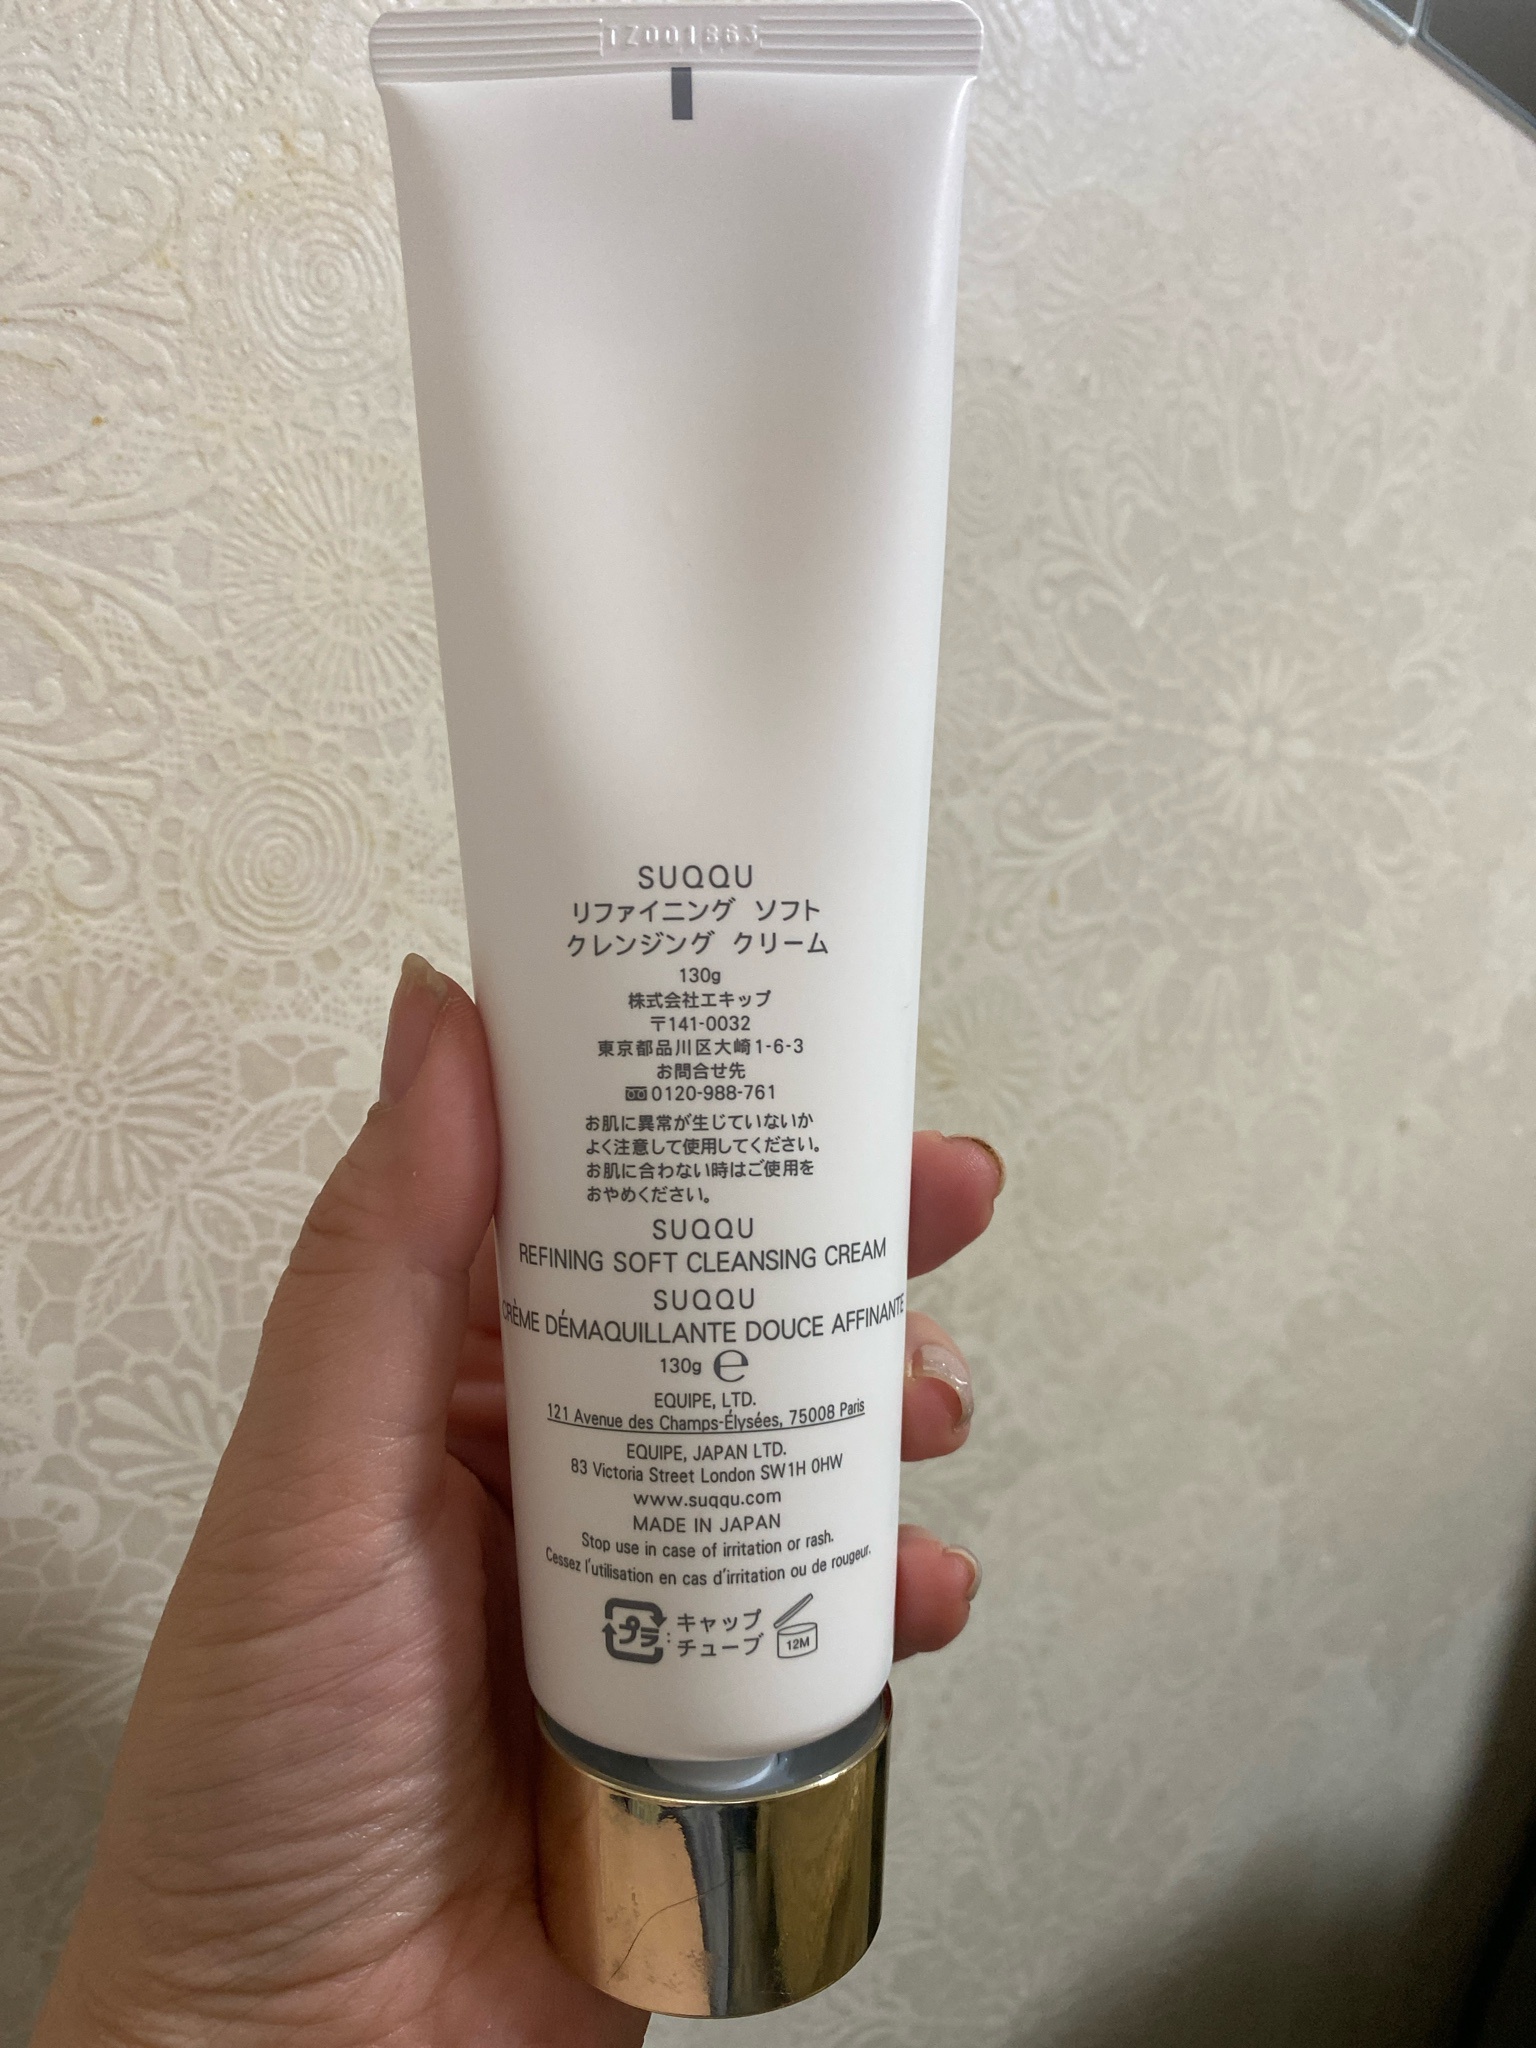 TZ001863
SUQQU
リファイニング ソフト
クレンジング クリーム
130g
株式会社エキップ
〒141-0032
東京都品川区大崎1-6-3
お問合せ先
0120-988-761
お肌に異常が生じていないか
よく注意して使用してください。
お肌に合わない時はご使用を
おやめください。
SUQQU
REFINING SOFT CLEANSING CREAM
SUQQU
CRÈME DÉMAQUILLANTE DOUCE AFFINANTE
130g ℮
EQUIPE, LTD.
121 Avenue des Champs-Élysées, 75008 Paris
EQUIPE, JAPAN LTD.
83 Victoria Street London SW1H 0HW
www.suqqu.com
MADE IN JAPAN
Stop use in case of irritation or rash.
Cessez l'utilisation en cas d'irritation ou de rougeur.
プラ: キャップ
チューブ
12M